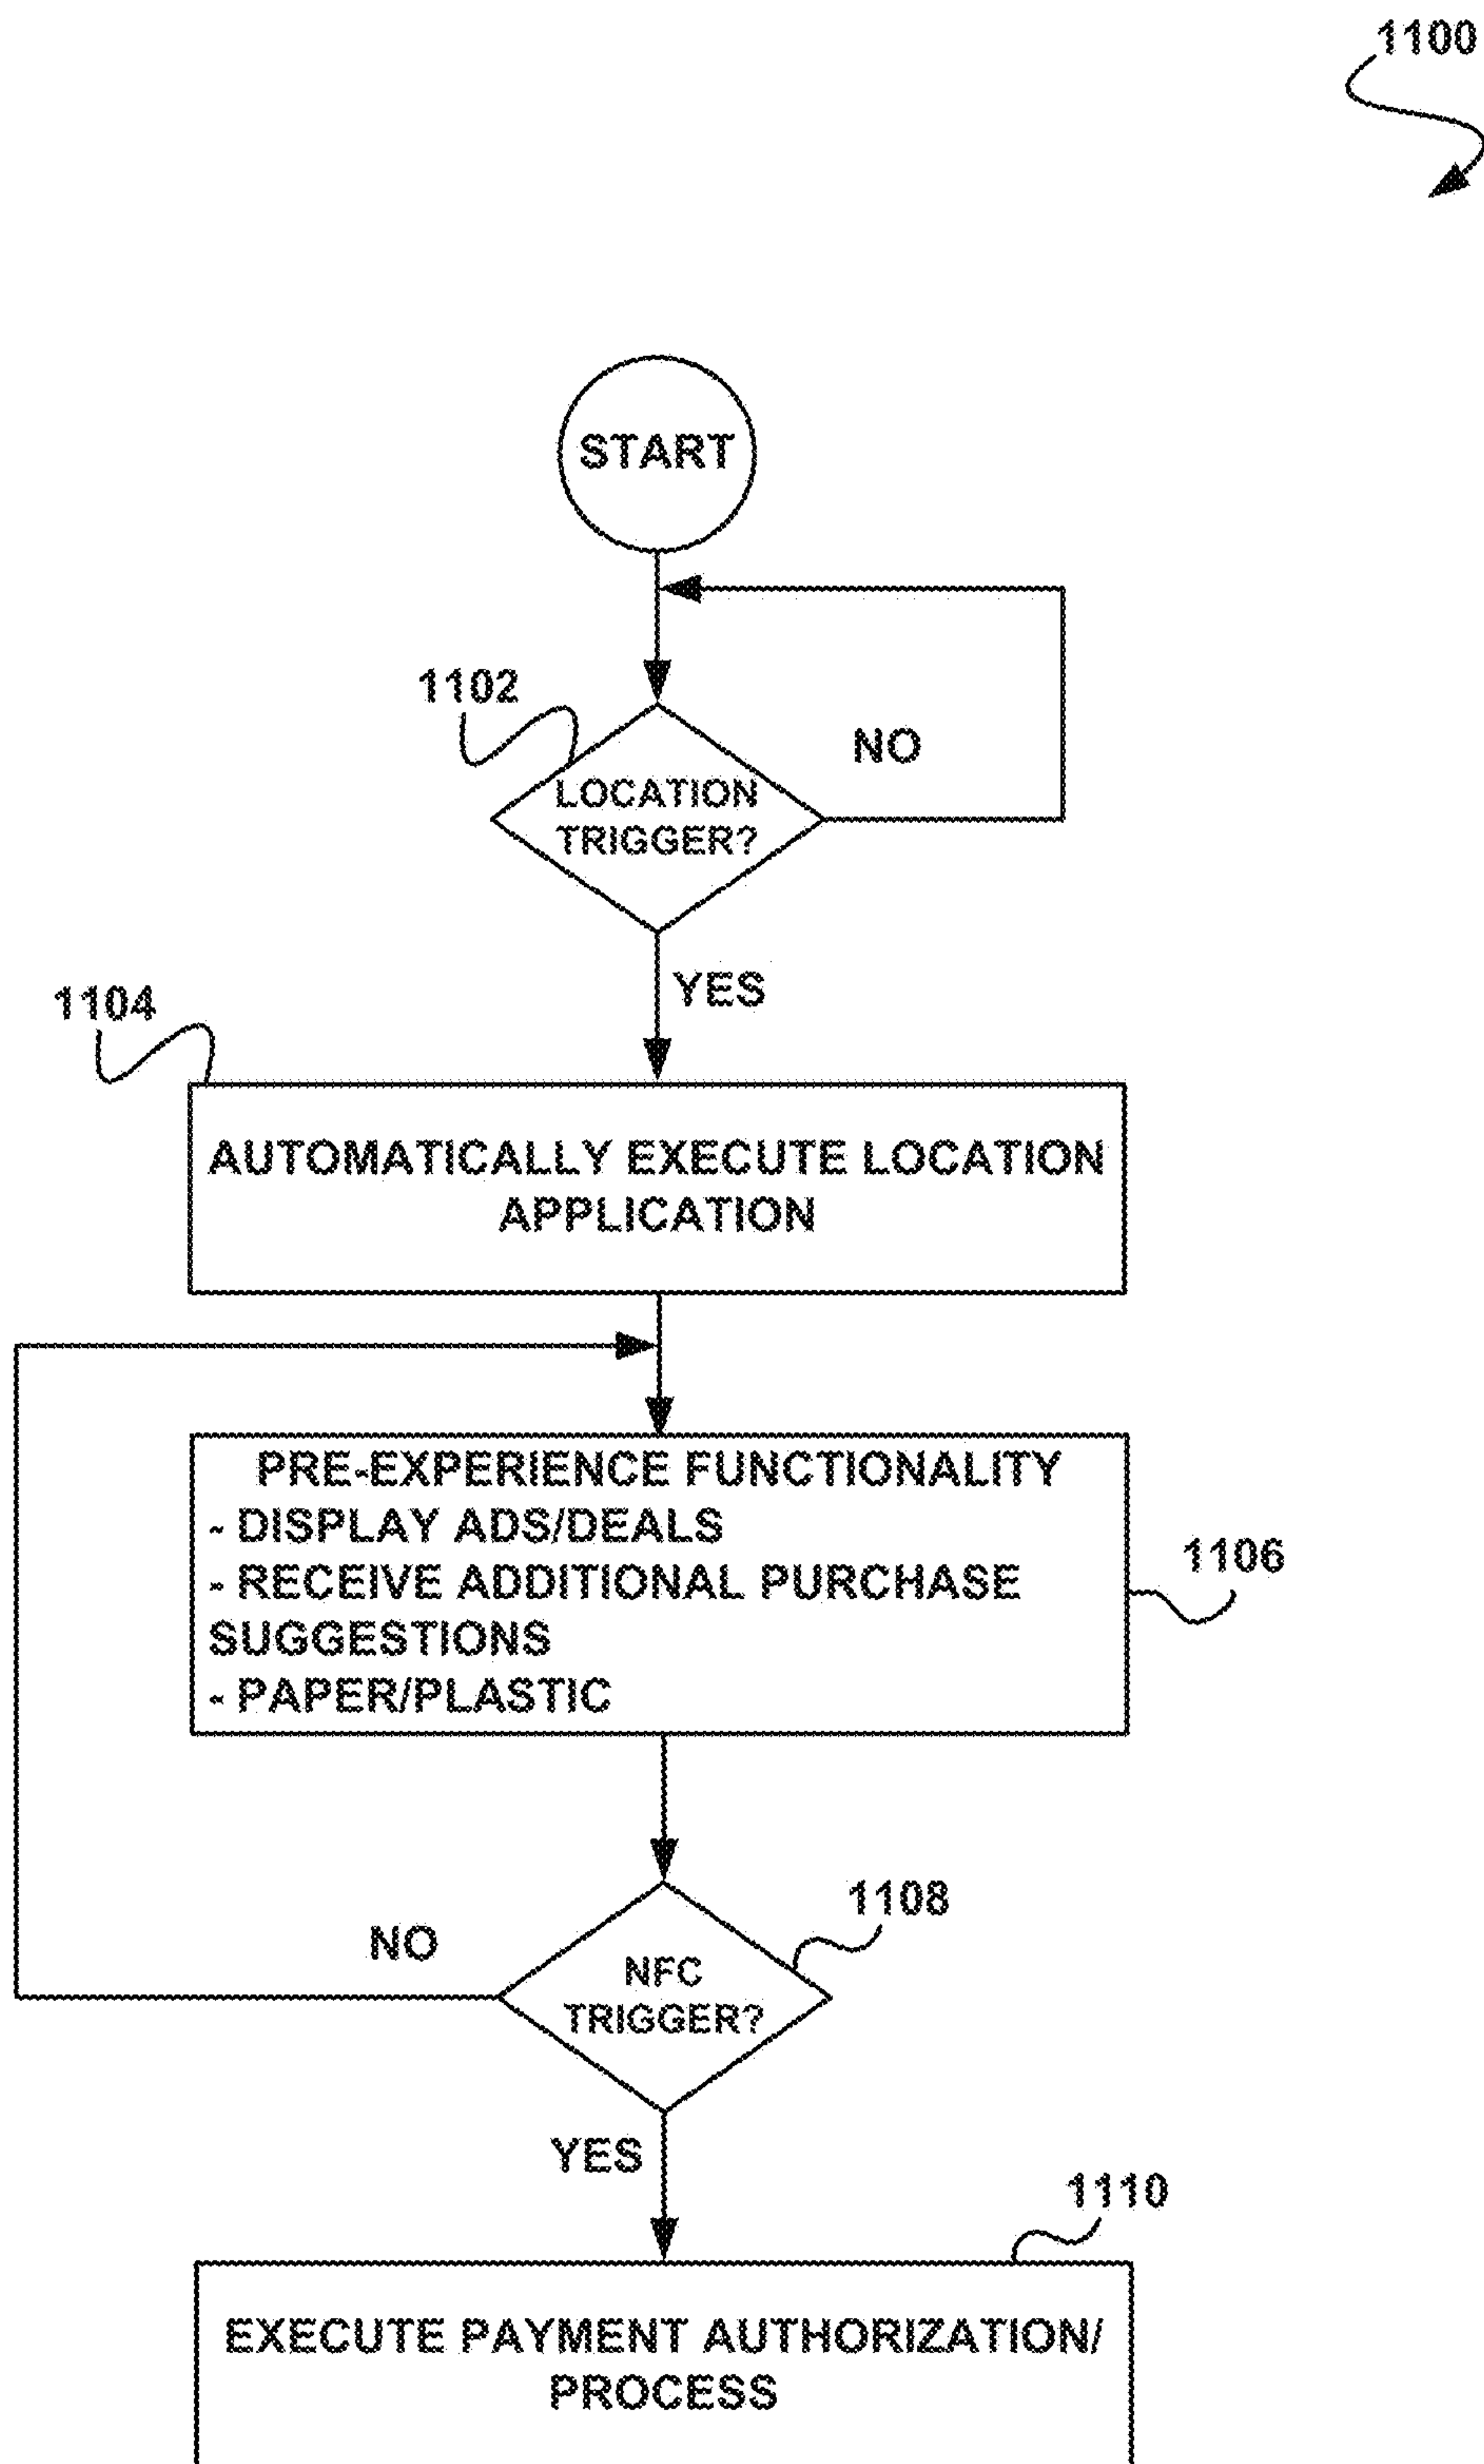 1100
START
1102
NO
LOCATION
TRIGGER?
YES
1104
AUTOMATICALLY EXECUTE LOCATION
APPLICATION
PRE-EXPERIENCE FUNCTIONALITY
- DISPLAY ADS/DEALS
- RECEIVE ADDITIONAL PURCHASE
SUGGESTIONS
- PAPER/PLASTIC
1106
1108
NO
NFC
TRIGGER?
YES
1110
EXECUTE PAYMENT AUTHORIZATION/
PROCESS